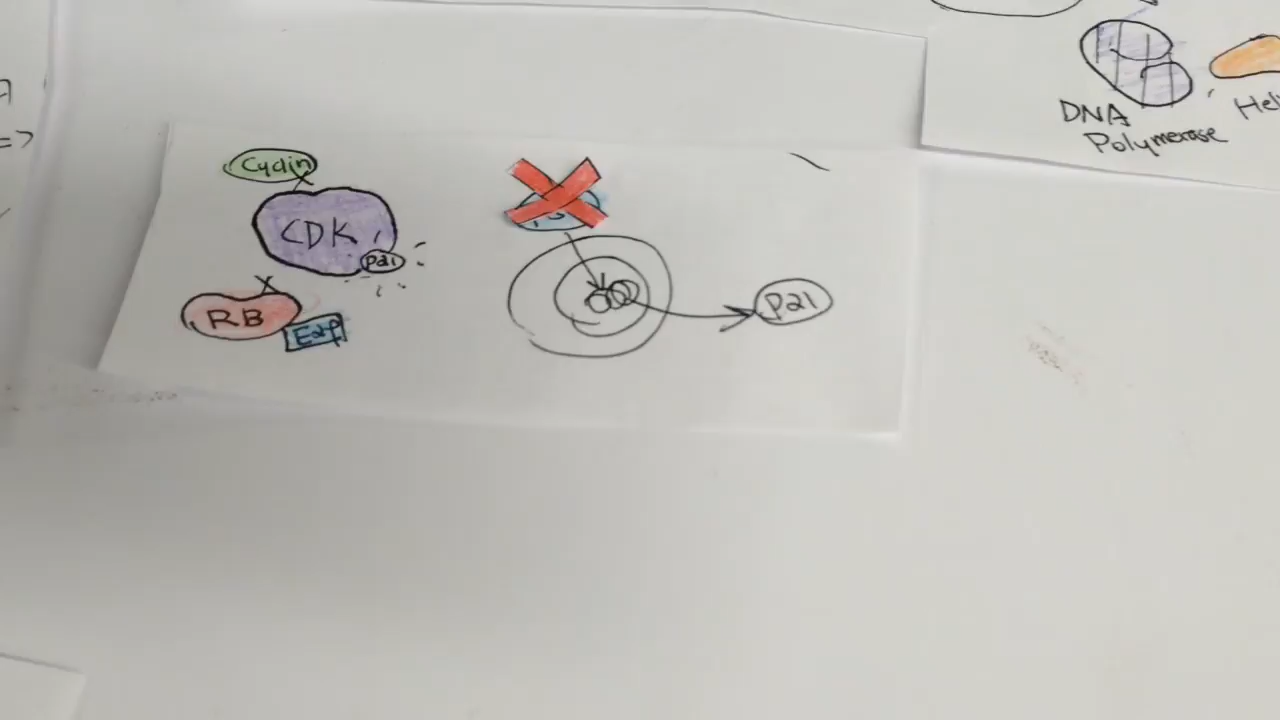 Cyclin
CDK
P21
RB
E2F
P21
DNA
Polymerase
Hel
=>